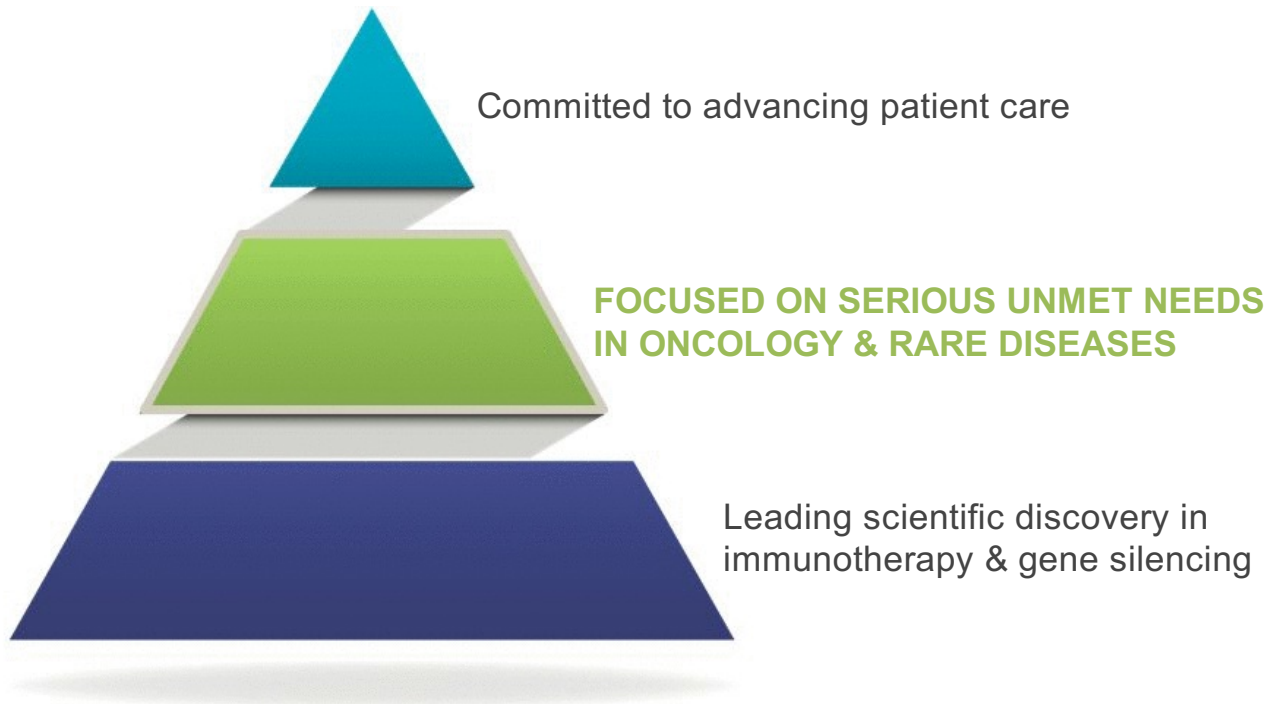 Committed to advancing patient care
FOCUSED ON SERIOUS UNMET NEEDS
IN ONCOLOGY & RARE DISEASES
Leading scientific discovery in
immunotherapy & gene silencing